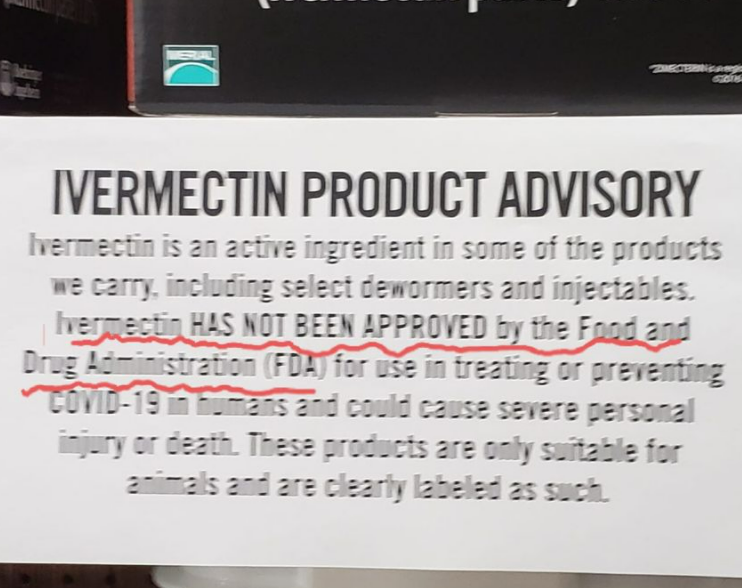 MERIAL
IVERMECTIN PRODUCT ADVISORY
Ivermectin is an active ingredient in some of the products
we carry, including select dewormers and injectables.
Ivermectin HAS NOT BEEN APPROVED by the Food and
Drug Administration (FDA) for use in treating or preventing
COVID-19 in humans and could cause severe personal
injury or death. These products are only suitable for
animals and are clearly labeled as such.